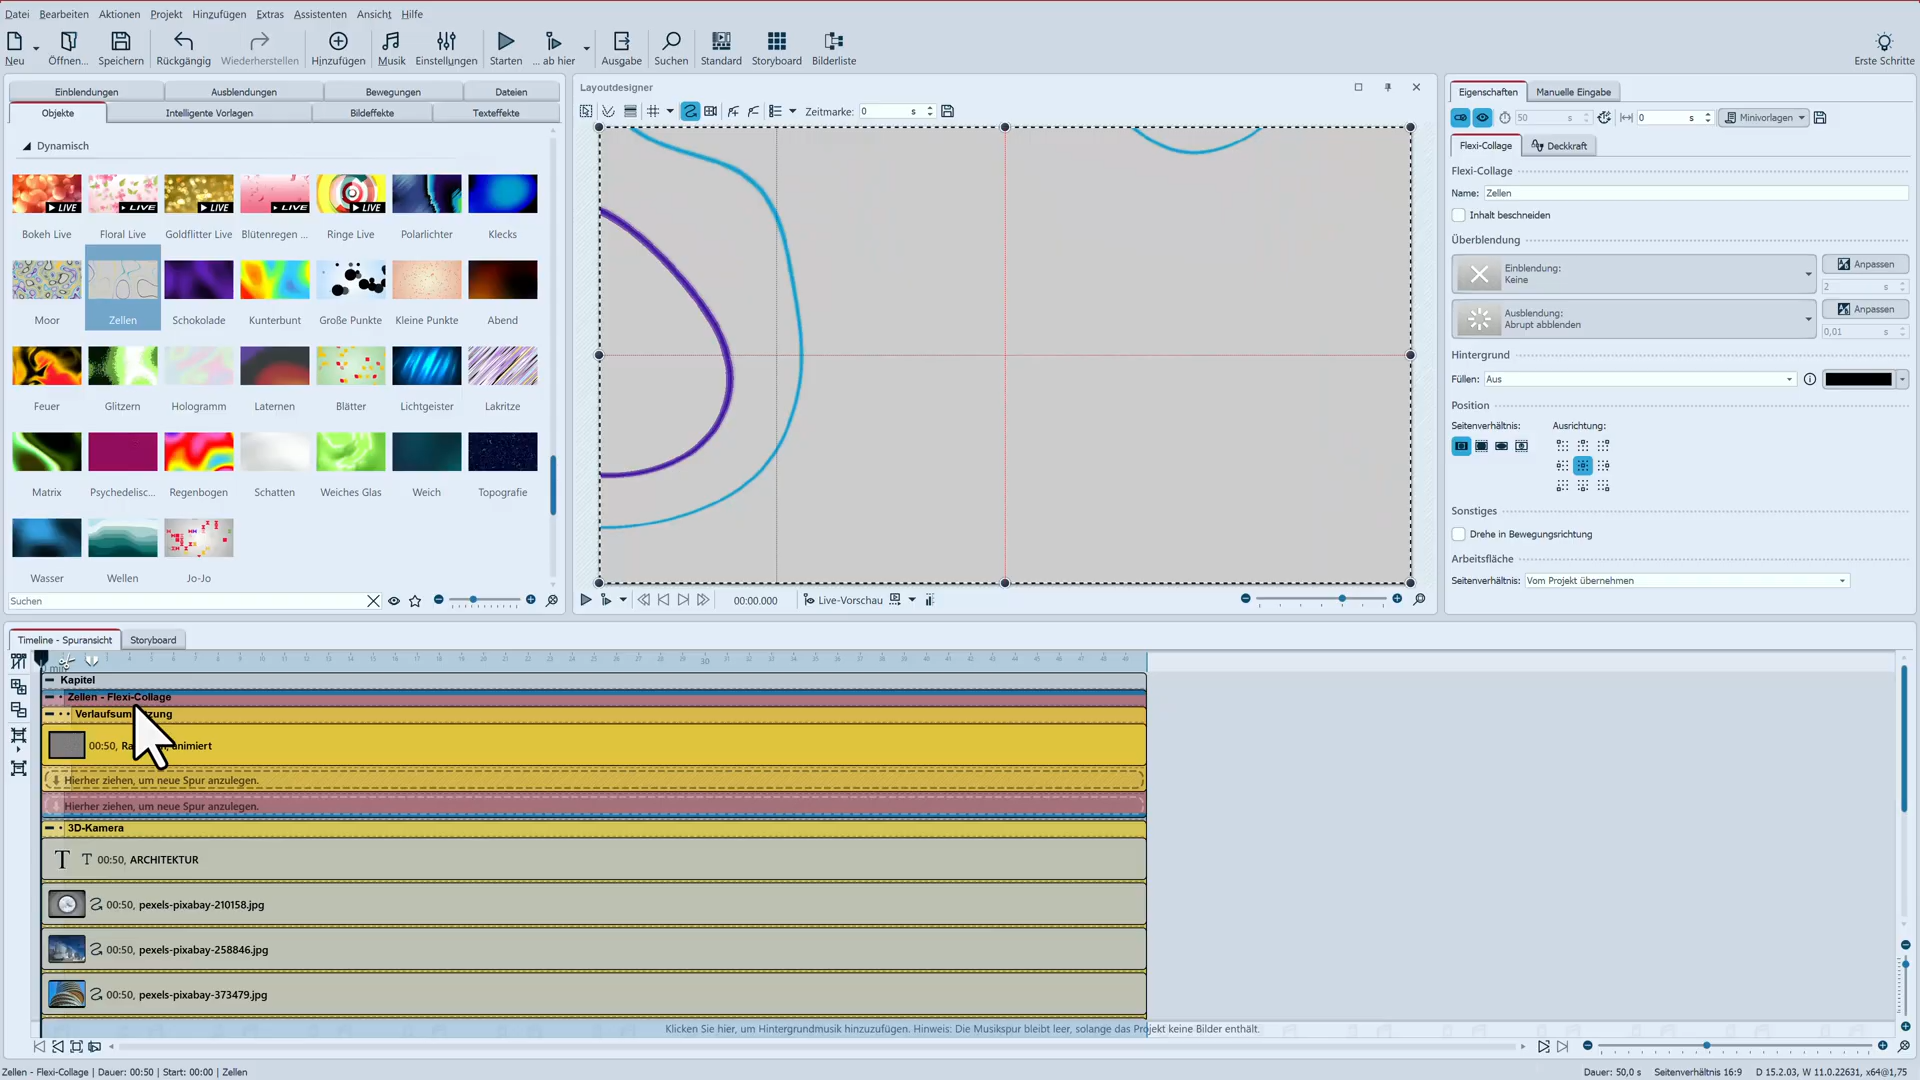 Datei Bearbeiten Aktionen Projekt Hinzufügen Extras Assistenten Ansicht Hilfe
Neu Öffnen... Speichern Rückgängig Wiederherstellen Hinzufügen Musik Einstellungen Starten ... ab hier Ausgabe Suchen Standard Storyboard Bilderliste Erste Schritte
Einblendungen Ausblendungen Bewegungen Dateien
Objekte Intelligente Vorlagen Bildeffekte Texteffekte
Dynamisch
LIVE LIVE LIVE LIVE LIVE
Bokeh Live Floral Live Goldflitter Live Blütenregen ... Ringe Live Polarlichter Klecks
Moor Zellen Schokolade Kunterbunt Große Punkte Kleine Punkte Abend
Feuer Glitzern Hologramm Laternen Blätter Lichtgeister Lakritze
Matrix Psychedelisc... Regenbogen Schatten Weiches Glas Weich Topografie
Wasser Wellen Jo-Jo
Suchen
Layoutdesigner
Zeitmarke: 0 s
00:00.000 Live-Vorschau
Eigenschaften Manuelle Eingabe
50 s 0 s Minivorlagen
Flexi-Collage Deckkraft
Flexi-Collage
Name: Zellen
Inhalt beschneiden
Überblendung
Einblendung:
Keine
Anpassen
2 s
Ausblendung:
Abrupt abblenden
Anpassen
0,01 s
Hintergrund
Füllen: Aus
Position
Seitenverhältnis: Ausrichtung:
Sonstiges
Drehe in Bewegungsrichtung
Arbeitsfläche
Seitenverhältnis: Vom Projekt übernehmen
Timeline - Spuransicht Storyboard
30
Kapitel
Zellen - Flexi-Collage
00:50,
Hierher ziehen, um neue Spur anzulegen.
Hierher ziehen, um neue Spur anzulegen.
3D-Kamera
T T 00:50, ARCHITEKTUR
00:50, pexels-pixabay-210158.jpg
00:50, pexels-pixabay-258846.jpg
00:50, pexels-pixabay-373479.jpg
Klicken Sie hier, um Hintergrundmusik hinzuzufügen. Hinweis: Die Musikspur bleibt leer, solange das Projekt keine Bilder enthält.
Zellen - Flexi-Collage | Dauer: 00:50 | Start: 00:00 | Zellen
Dauer: 50,0 s Seitenverhältnis 16:9 D 15.2.03, W 11.0.22631, x64@1,75